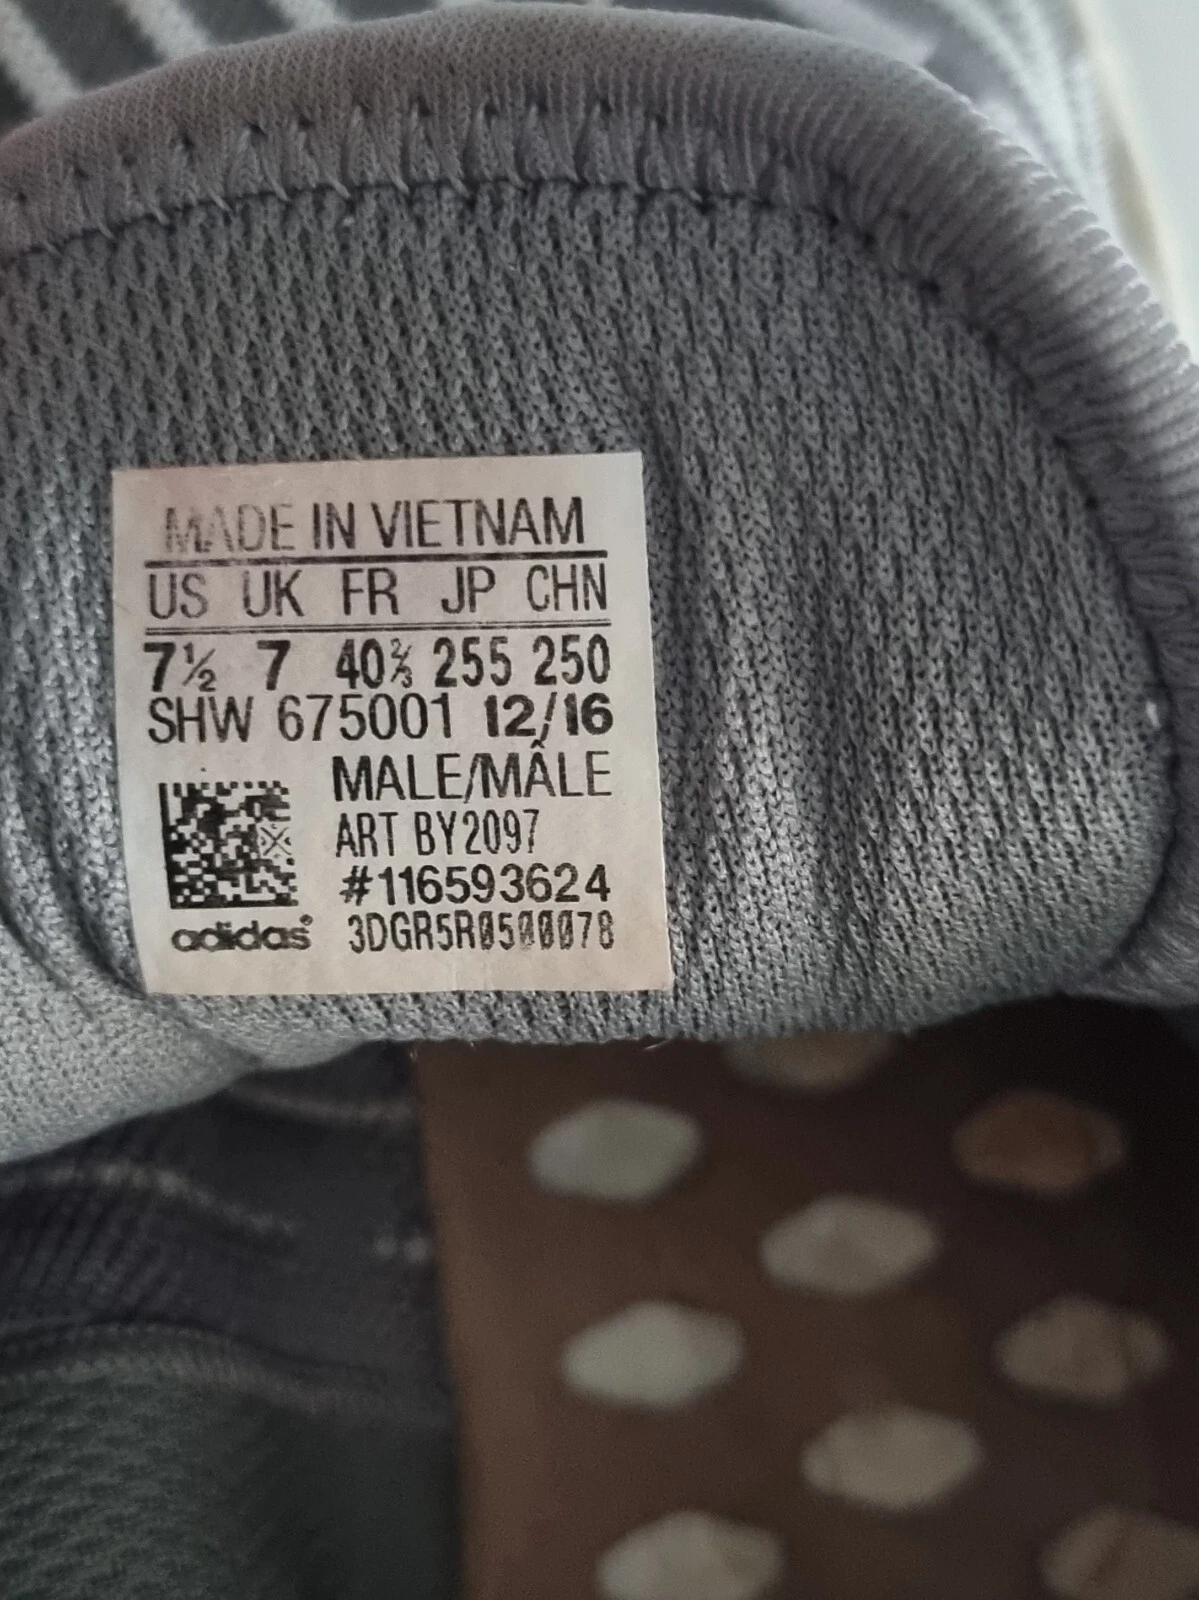 MADE IN VIETNAM
US UK FR JP CHN
7½ 7 40⅔ 255 250
SHW 675001 12/16
MALE/MÂLE
ART BY2097
#116593624
adidas® 3DGR5R0500078